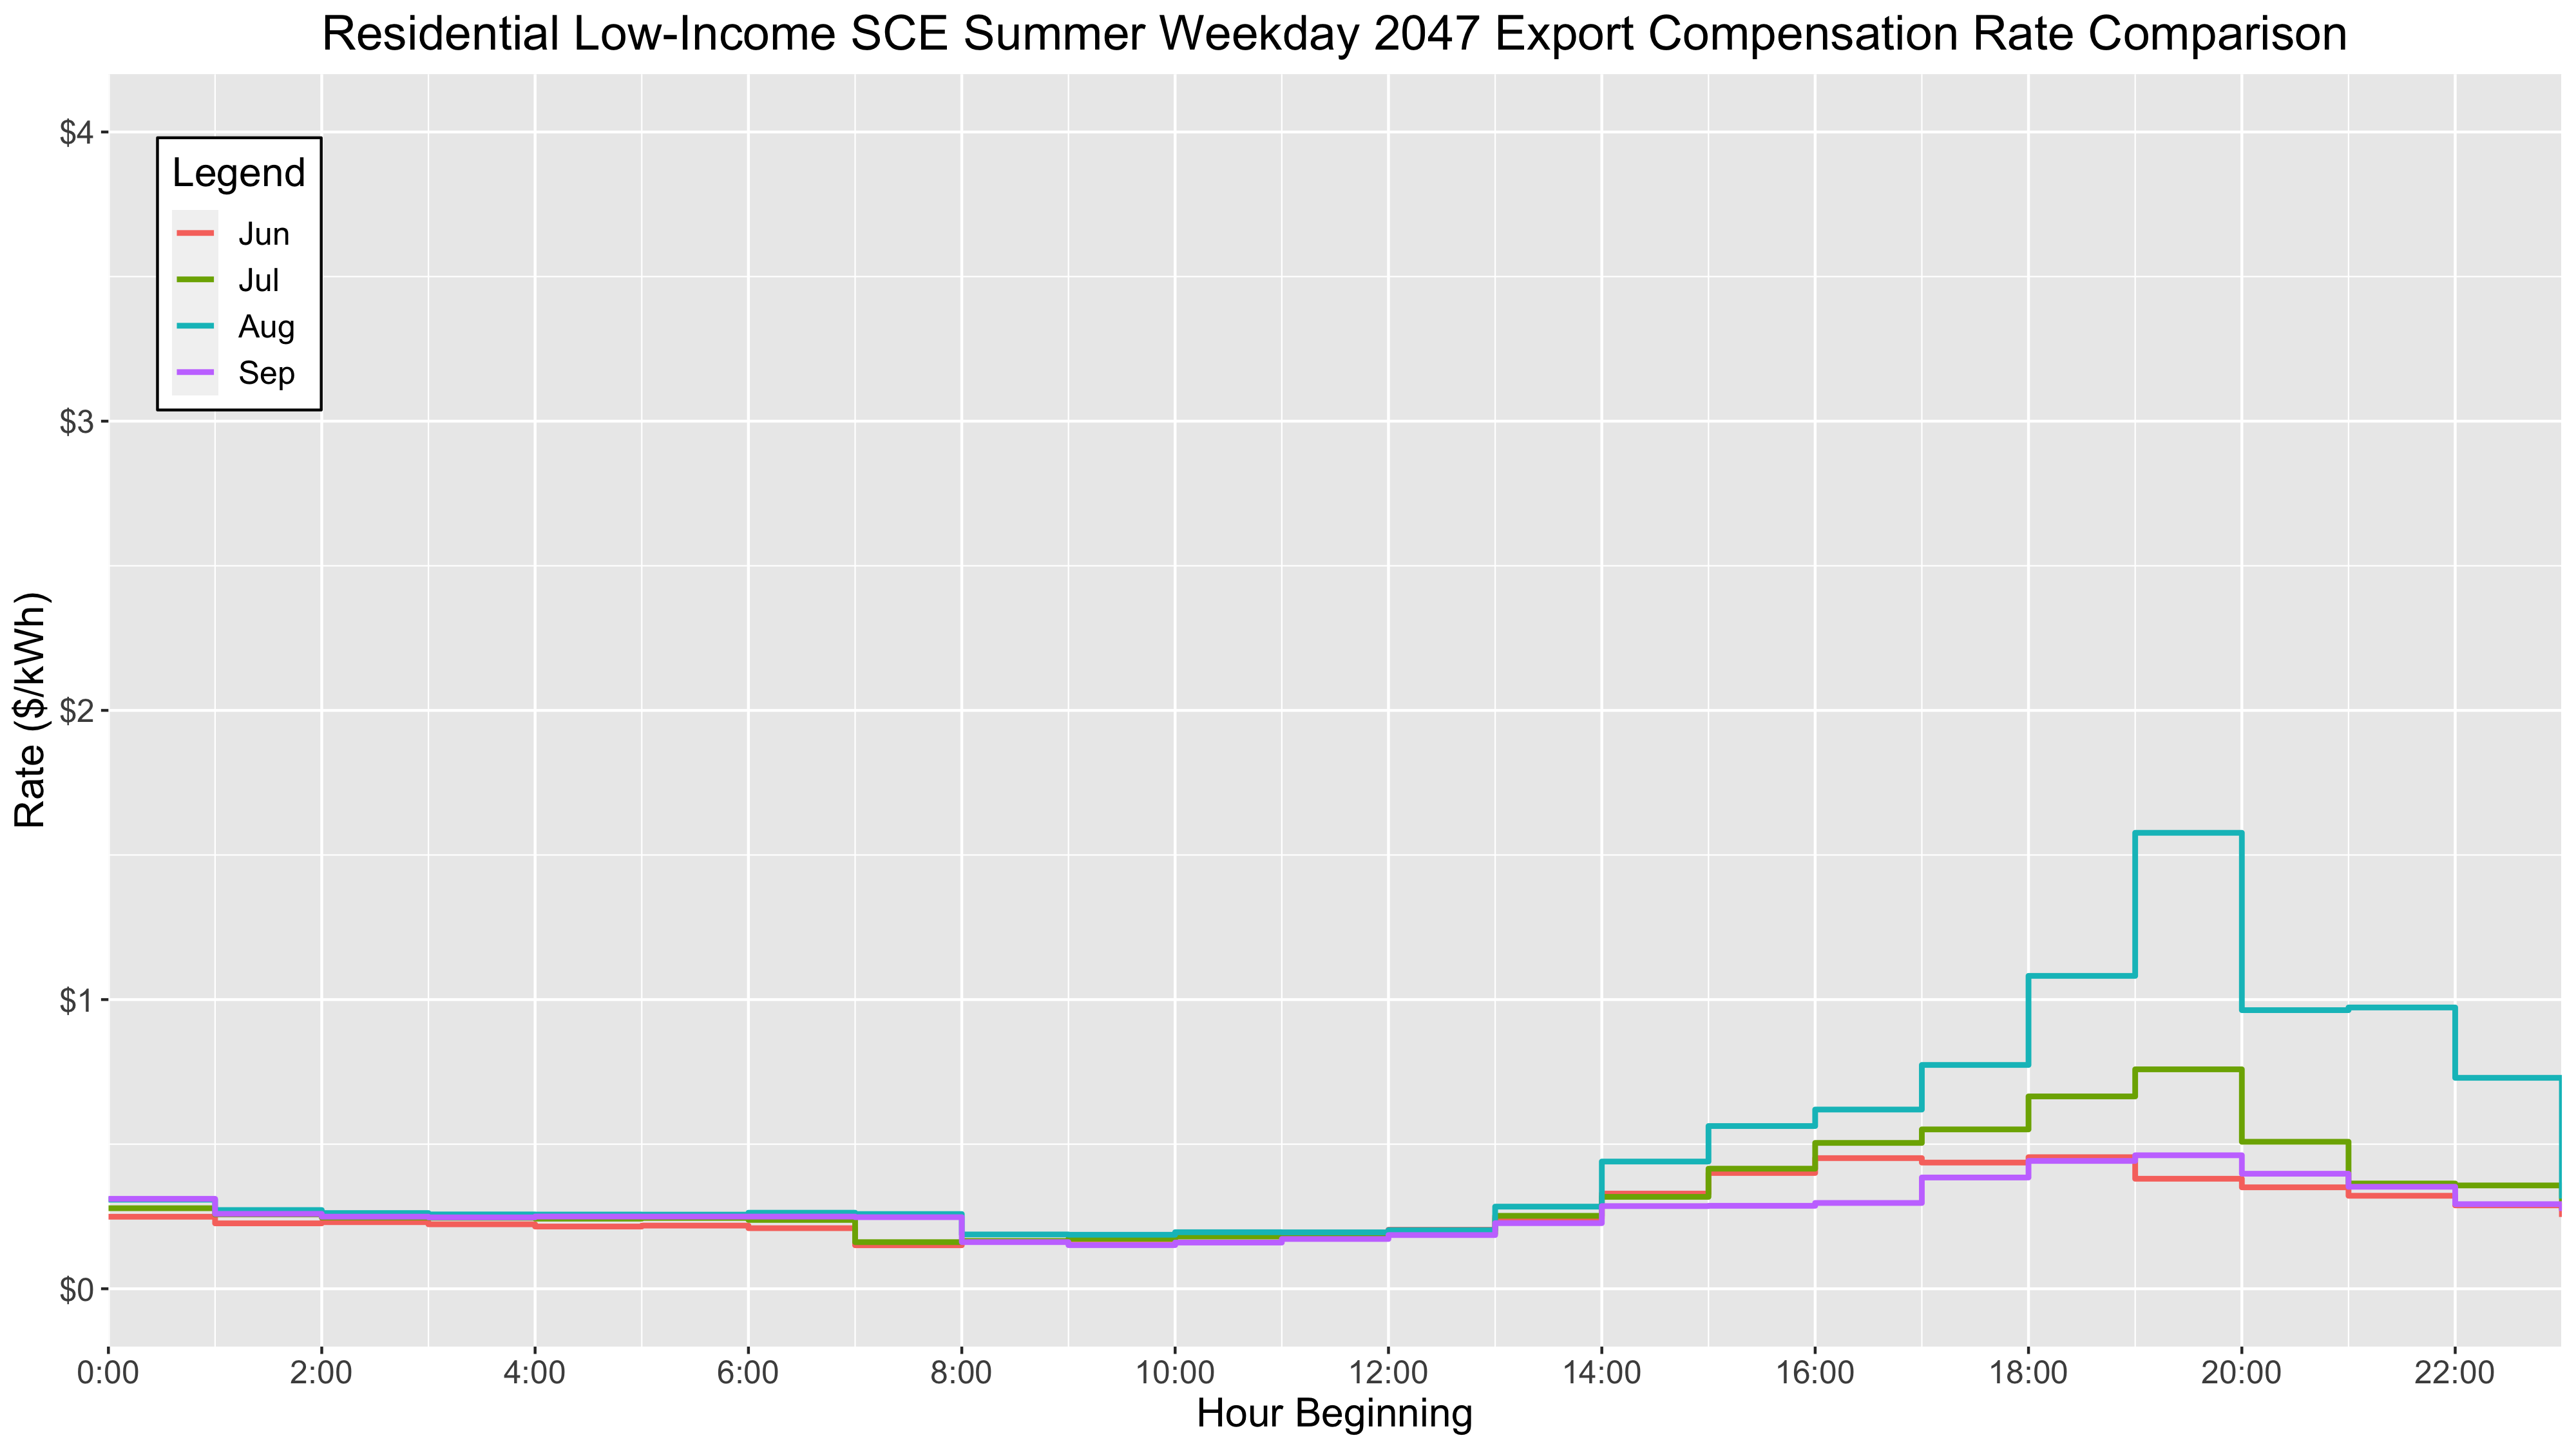 Residential Low-Income SCE Summer Weekday 2047 Export Compensation Rate Comparison
$4
Legend
Jun
Jul
Aug
Sep
$3
$2
$1
$0
Rate ($/kWh)
0:00 2:00 4:00 6:00 8:00 10:00 12:00 14:00 16:00 18:00 20:00 22:00
Hour Beginning